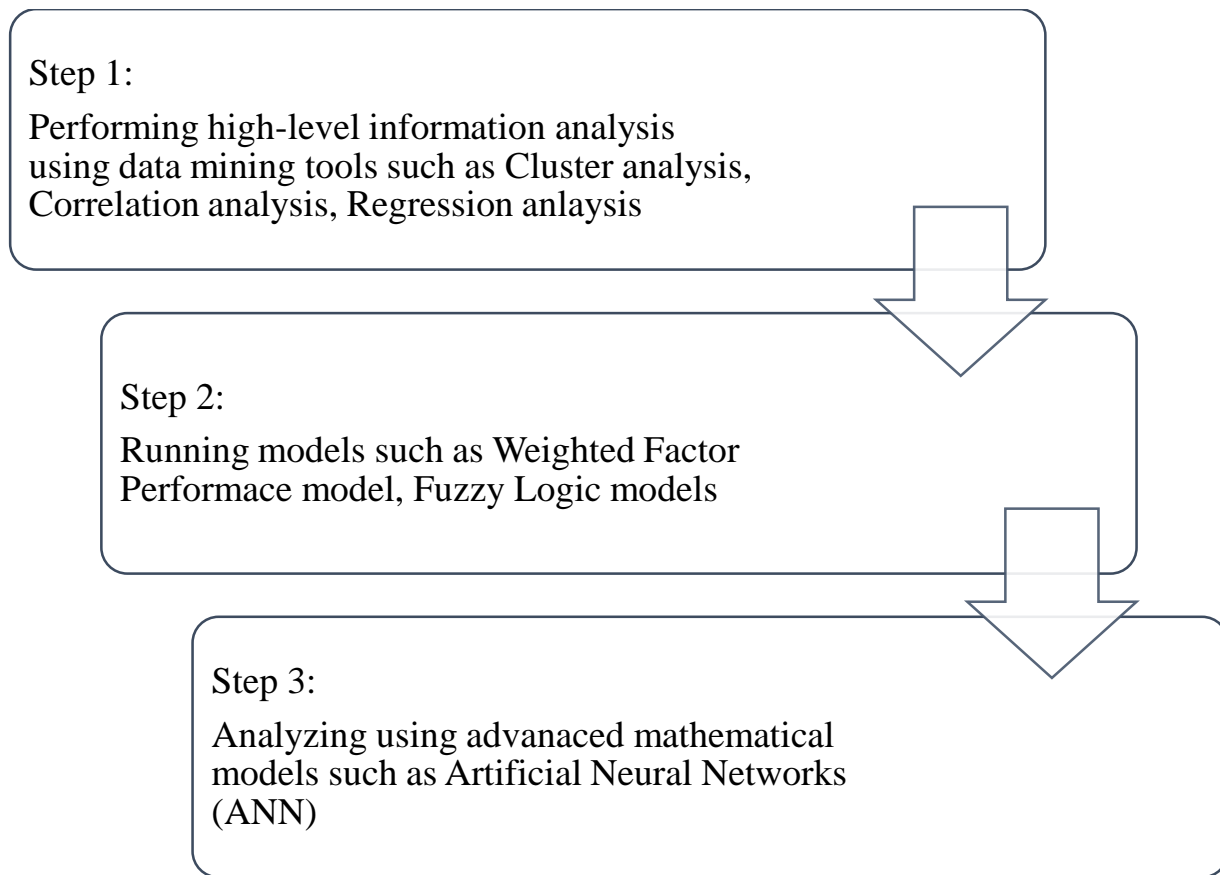 Step 1:
Performing high-level information analysis
using data mining tools such as Cluster analysis,
Correlation analysis, Regression anlaysis
Step 2:
Running models such as Weighted Factor
Performace model, Fuzzy Logic models
Step 3:
Analyzing using advanaced mathematical
models such as Artificial Neural Networks
(ANN)